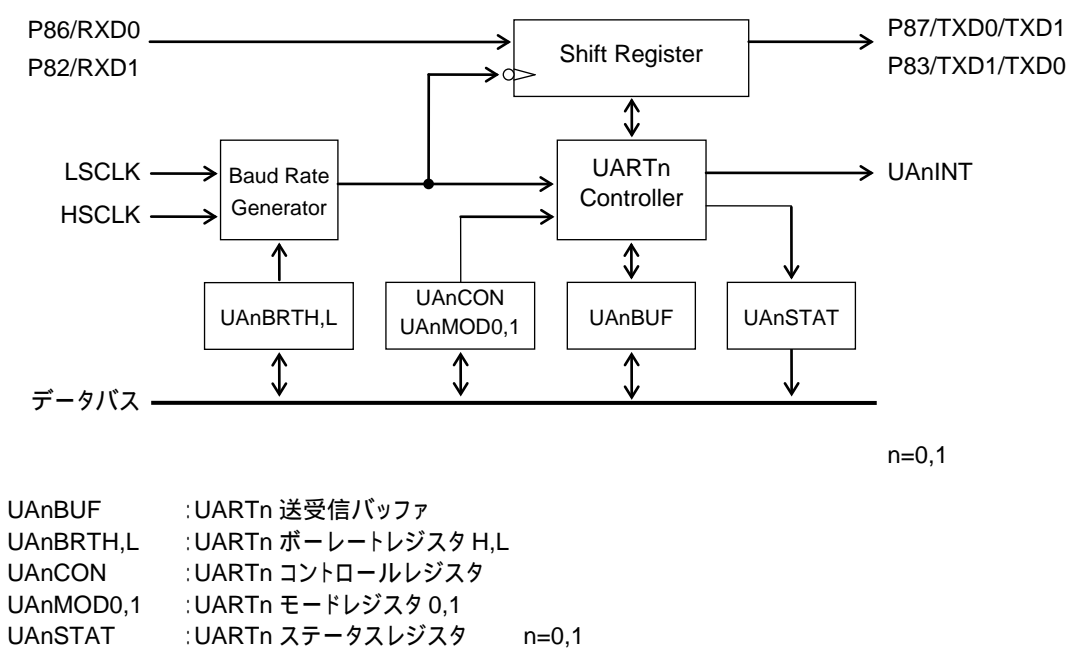 P86/RXD0
P82/RXD1
Shift Register
P87/TXD0/TXD1
P83/TXD1/TXD0
LSCLK
HSCLK
Baud Rate
Generator
UARTn
Controller
UAnINT
UAnBRTH,L
UAnCON
UAnMOD0,1
UAnBUF
UAnSTAT
データバス
n=0,1
UAnBUF :UARTn 送受信バッファ
UAnBRTH,L :UARTn ボーレートレジスタ H,L
UAnCON :UARTn コントロールレジスタ
UAnMOD0,1 :UARTn モードレジスタ 0,1
UAnSTAT :UARTn ステータスレジスタ n=0,1